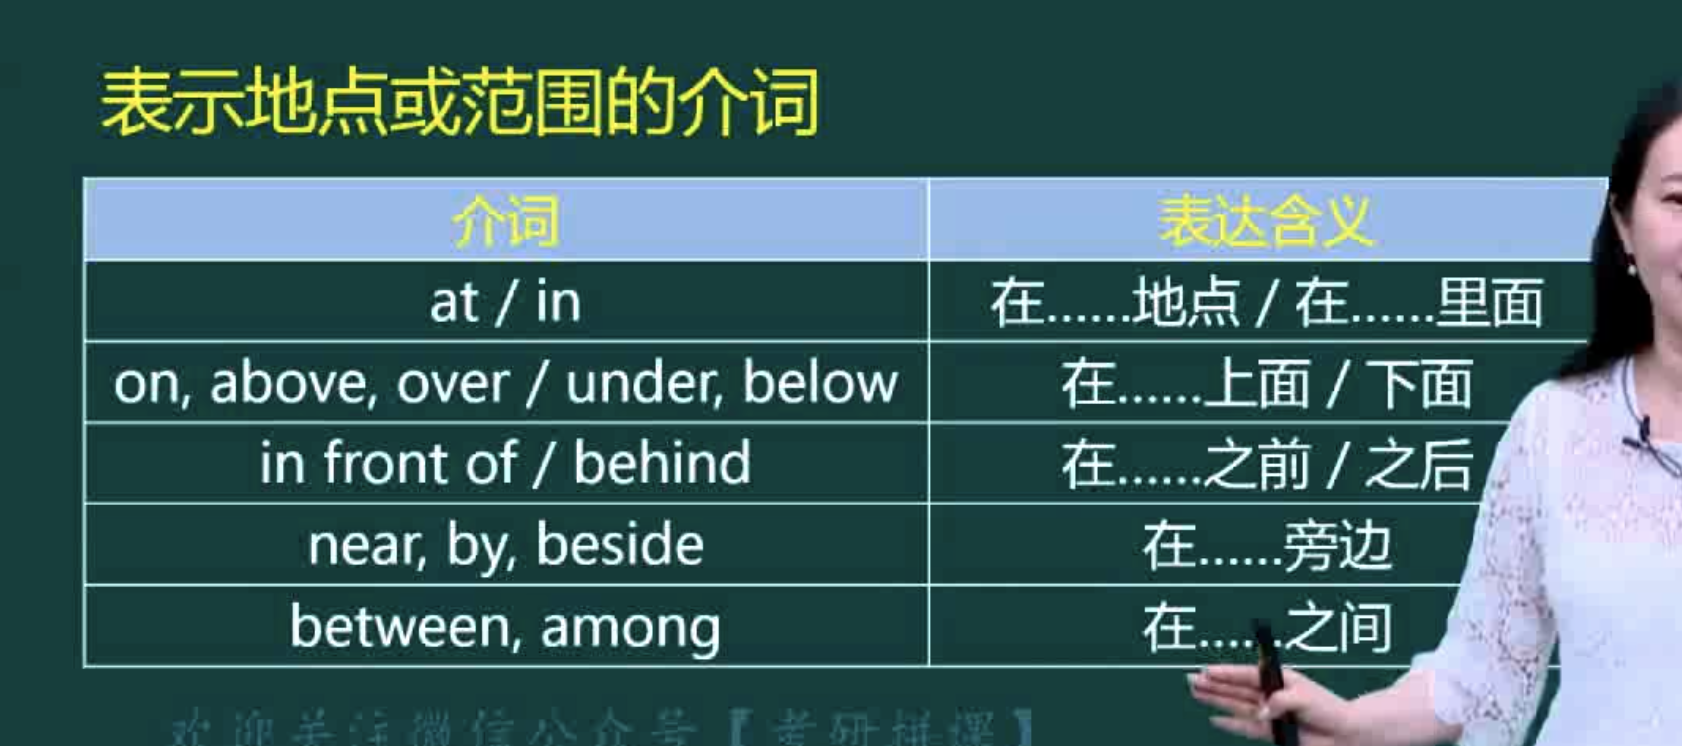 表示地点或范围的介词
介词 表达含义
at / in 在……地点 / 在……里面
on, above, over / under, below 在……上面 / 下面
in front of / behind 在……之前 / 之后
near, by, beside 在……旁边
between, among 在……之间
欢迎关注微信公众号【考研拼课】